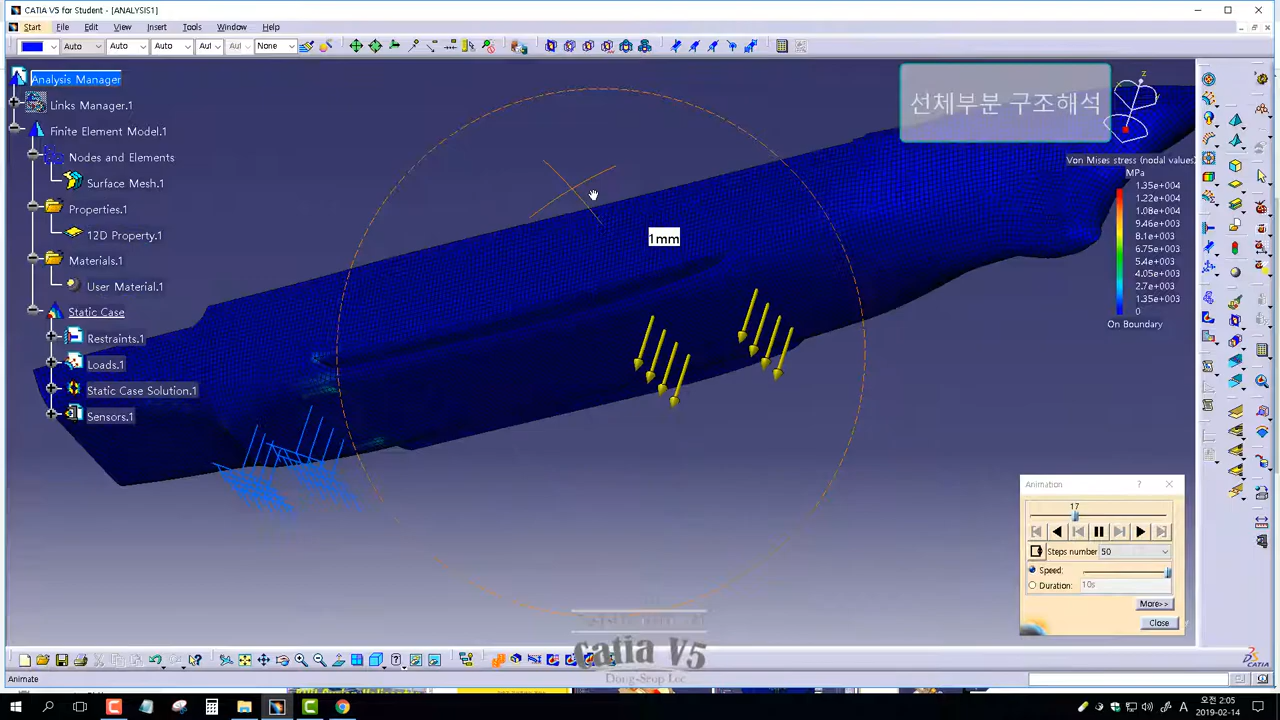 CATIA V5 for Student - [ANALYSIS1]
Start File Edit View Insert Tools Window Help
Auto Auto Auto Aut Aut None
Analysis Manager
Links Manager.1
Finite Element Model.1
Nodes and Elements
Surface Mesh.1
Properties.1
12D Property.1
Materials.1
User Material.1
Static Case
Restraints.1
Loads.1
Static Case Solution.1
Sensors.1
선체부분 구조해석
z
Von Mises stress (nodal values)
MPa
1.35e+004
1.22e+004
1.08e+004
9.46e+003
8.1e+003
6.75e+003
5.4e+003
4.05e+003
2.7e+003
1.35e+003
0
On Boundary
1mm
Animation
17
Steps number 50
Speed:
Duration: 10s
More>>
Close
Catia V5
Animate
오전 2:05
2019-02-14